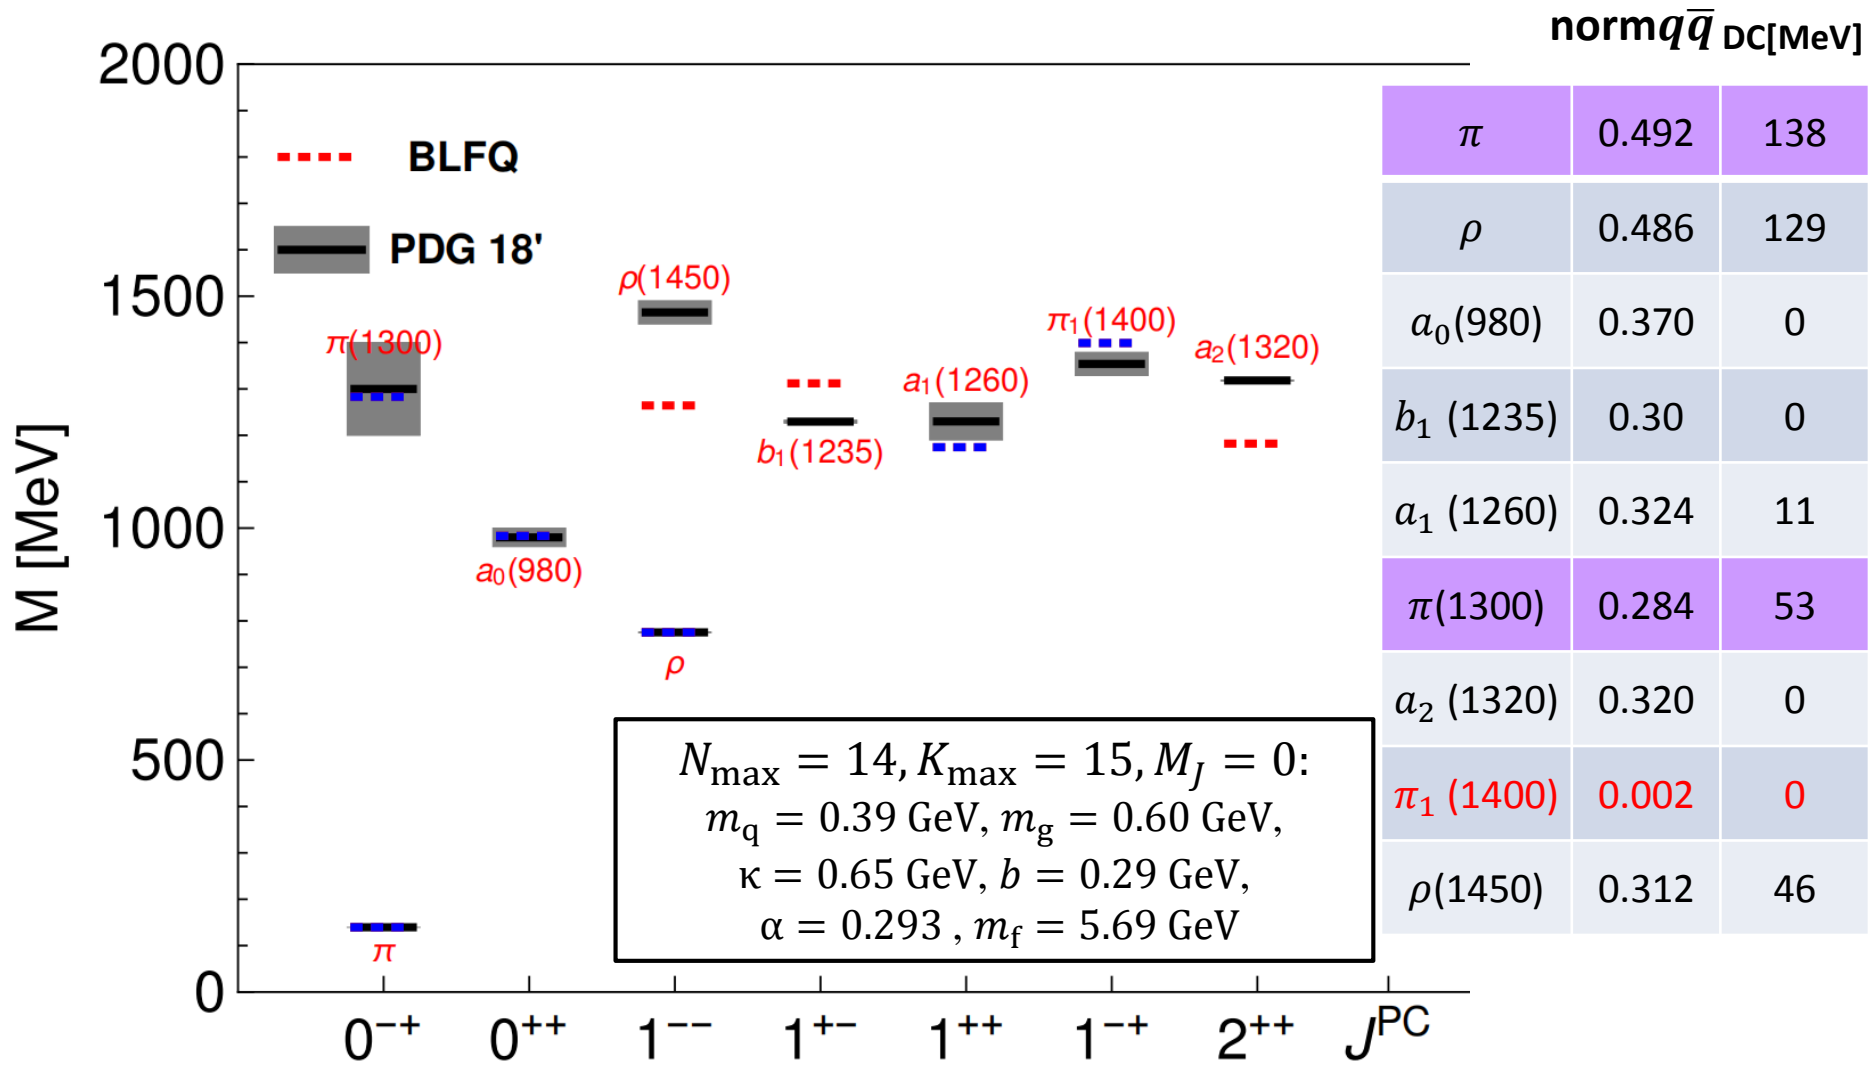 norm q q̅ DC[MeV]
2000
1500
1000
500
0
M [MeV]
BLFQ
PDG 18'
π(1300)
a₀(980)
ρ(1450)
ρ
b₁(1235)
a₁(1260)
π₁(1400)
a₂(1320)
π
N_max = 14, K_max = 15, M_J = 0:
m_q = 0.39 GeV, m_g = 0.60 GeV,
κ = 0.65 GeV, b = 0.29 GeV,
α = 0.293 , m_f = 5.69 GeV
0⁻⁺ 0⁺⁺ 1⁻⁻ 1⁺⁻ 1⁺⁺ 1⁻⁺ 2⁺⁺ J^PC
π 0.492 138
ρ 0.486 129
a₀(980) 0.370 0
b₁ (1235) 0.30 0
a₁ (1260) 0.324 11
π(1300) 0.284 53
a₂ (1320) 0.320 0
π₁ (1400) 0.002 0
ρ(1450) 0.312 46